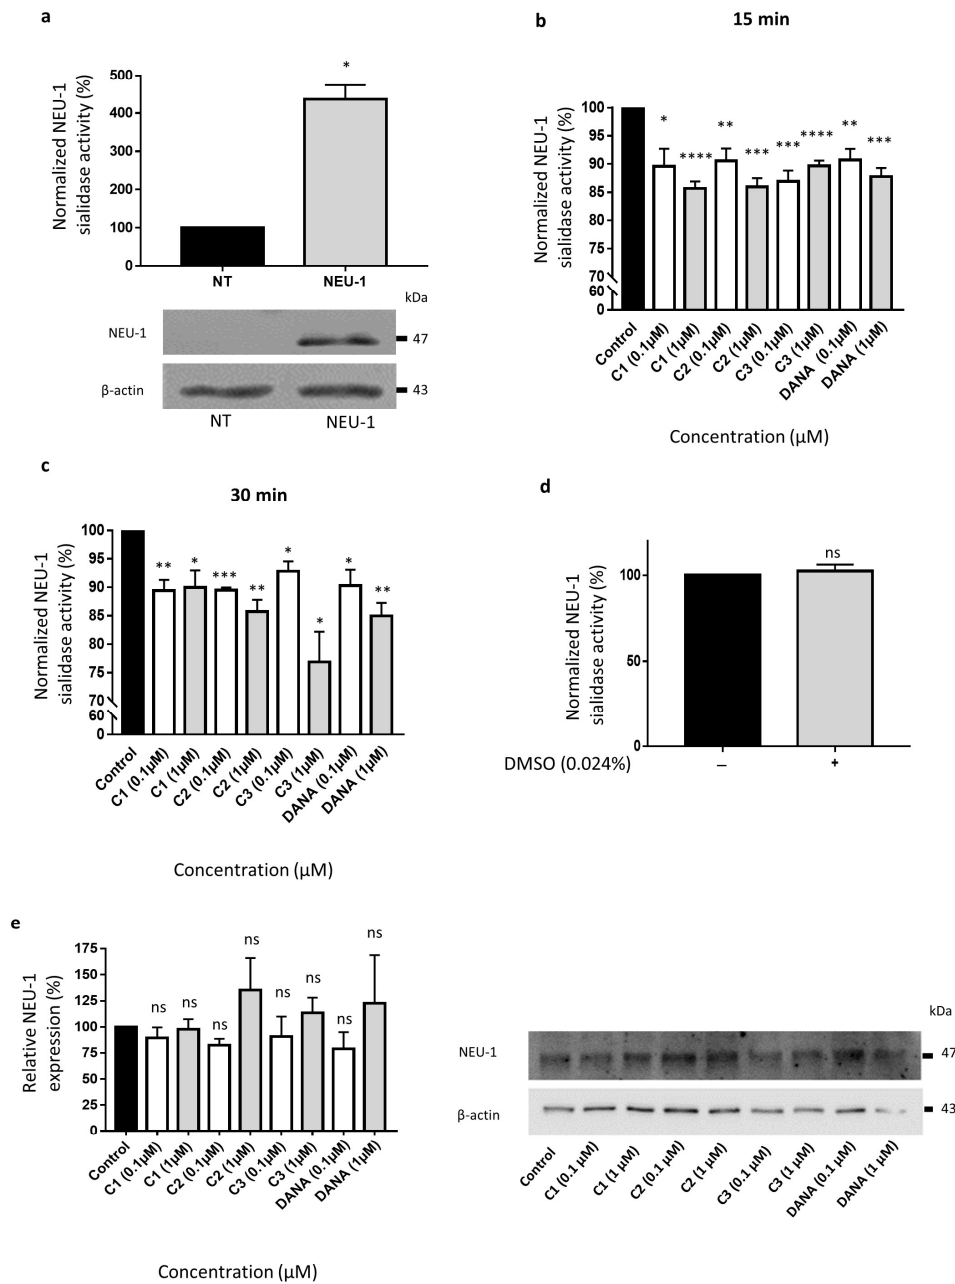 a
Normalized NEU-1
sialidase activity (%)
500
400
300
200
100
0
*
NT
NEU-1
kDa
NEU-1
47
β-actin
43
NT
NEU-1
b
15 min
Normalized NEU-1
sialidase activity (%)
100
95
90
85
80
75
70
60
0
*
****
**
***
***
****
**
***
Control
C1 (0.1µM)
C1 (1µM)
C2 (0.1µM)
C2 (1µM)
C3 (0.1µM)
C3 (1µM)
DANA (0.1µM)
DANA (1µM)
Concentration (µM)
c
30 min
Normalized NEU-1
sialidase activity (%)
100
95
90
85
80
75
70
60
0
**
*
***
**
*
*
*
**
Control
C1 (0.1µM)
C1 (1µM)
C2 (0.1µM)
C2 (1µM)
C3 (0.1µM)
C3 (1µM)
DANA (0.1µM)
DANA (1µM)
Concentration (µM)
d
Normalized NEU-1
sialidase activity (%)
100
50
0
ns
DMSO (0.024%)
–
+
e
Relative NEU-1
expression (%)
175
150
125
100
75
50
25
0
ns
ns
ns
ns
ns
ns
ns
ns
Control
C1 (0.1µM)
C1 (1µM)
C2 (0.1µM)
C2 (1µM)
C3 (0.1µM)
C3 (1µM)
DANA (0.1µM)
DANA (1µM)
Concentration (µM)
kDa
NEU-1
47
β-actin
43
Control
C1 (0.1 µM)
C1 (1 µM)
C2 (0.1 µM)
C2 (1 µM)
C3 (0.1 µM)
C3 (1 µM)
DANA (0.1 µM)
DANA (1 µM)